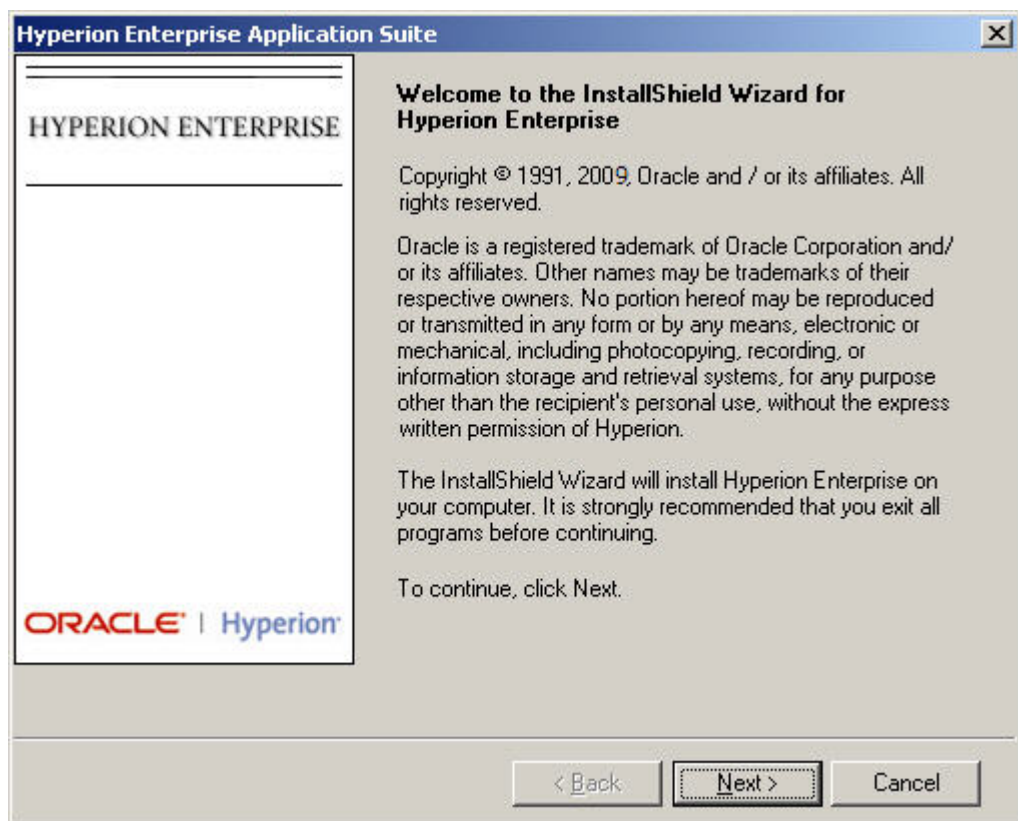 Hyperion Enterprise Application Suite
HYPERION ENTERPRISE
Welcome to the InstallShield Wizard for
Hyperion Enterprise
Copyright © 1991, 2009, Oracle and / or its affiliates. All
rights reserved.
Oracle is a registered trademark of Oracle Corporation and/
or its affiliates. Other names may be trademarks of their
respective owners. No portion hereof may be reproduced
or transmitted in any form or by any means, electronic or
mechanical, including photocopying, recording, or
information storage and retrieval systems, for any purpose
other than the recipient's personal use, without the express
written permission of Hyperion.
The InstallShield Wizard will install Hyperion Enterprise on
your computer. It is strongly recommended that you exit all
programs before continuing.
To continue, click Next.
ORACLE | Hyperion
< Back
Next >
Cancel